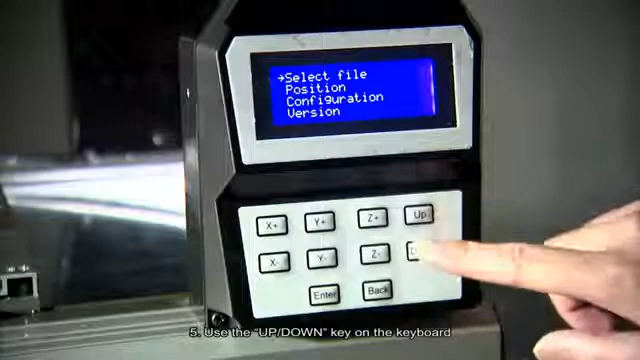 →Select file
Position
Configuration
Version
X+ Y+ Z+ Up
X- Y- Z-
Enter Back
5. Use the "UP/DOWN" key on the keyboard